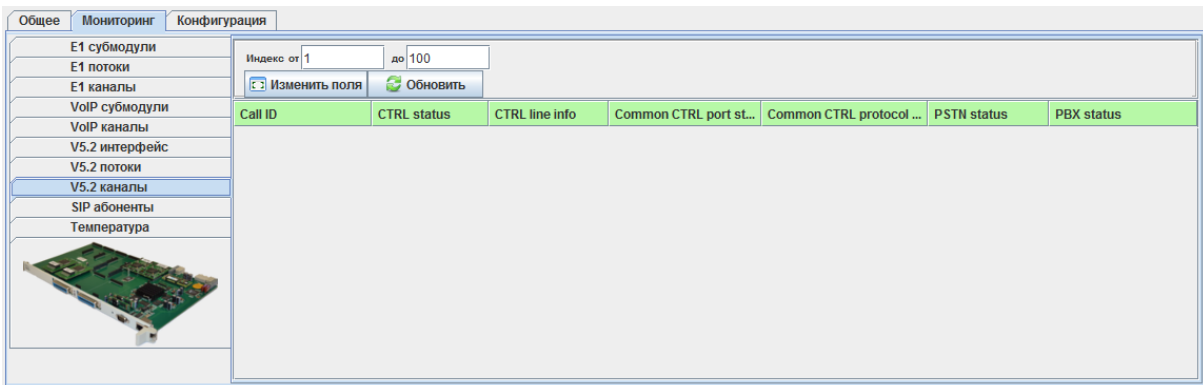 Общее Мониторинг Конфигурация
E1 субмодули
E1 потоки
E1 каналы
VoIP субмодули
VoIP каналы
V5.2 интерфейс
V5.2 потоки
V5.2 каналы
SIP абоненты
Температура
Индекс от 1 до 100
Изменить поля Обновить
Call ID CTRL status CTRL line info Common CTRL port st... Common CTRL protocol ... PSTN status PBX status